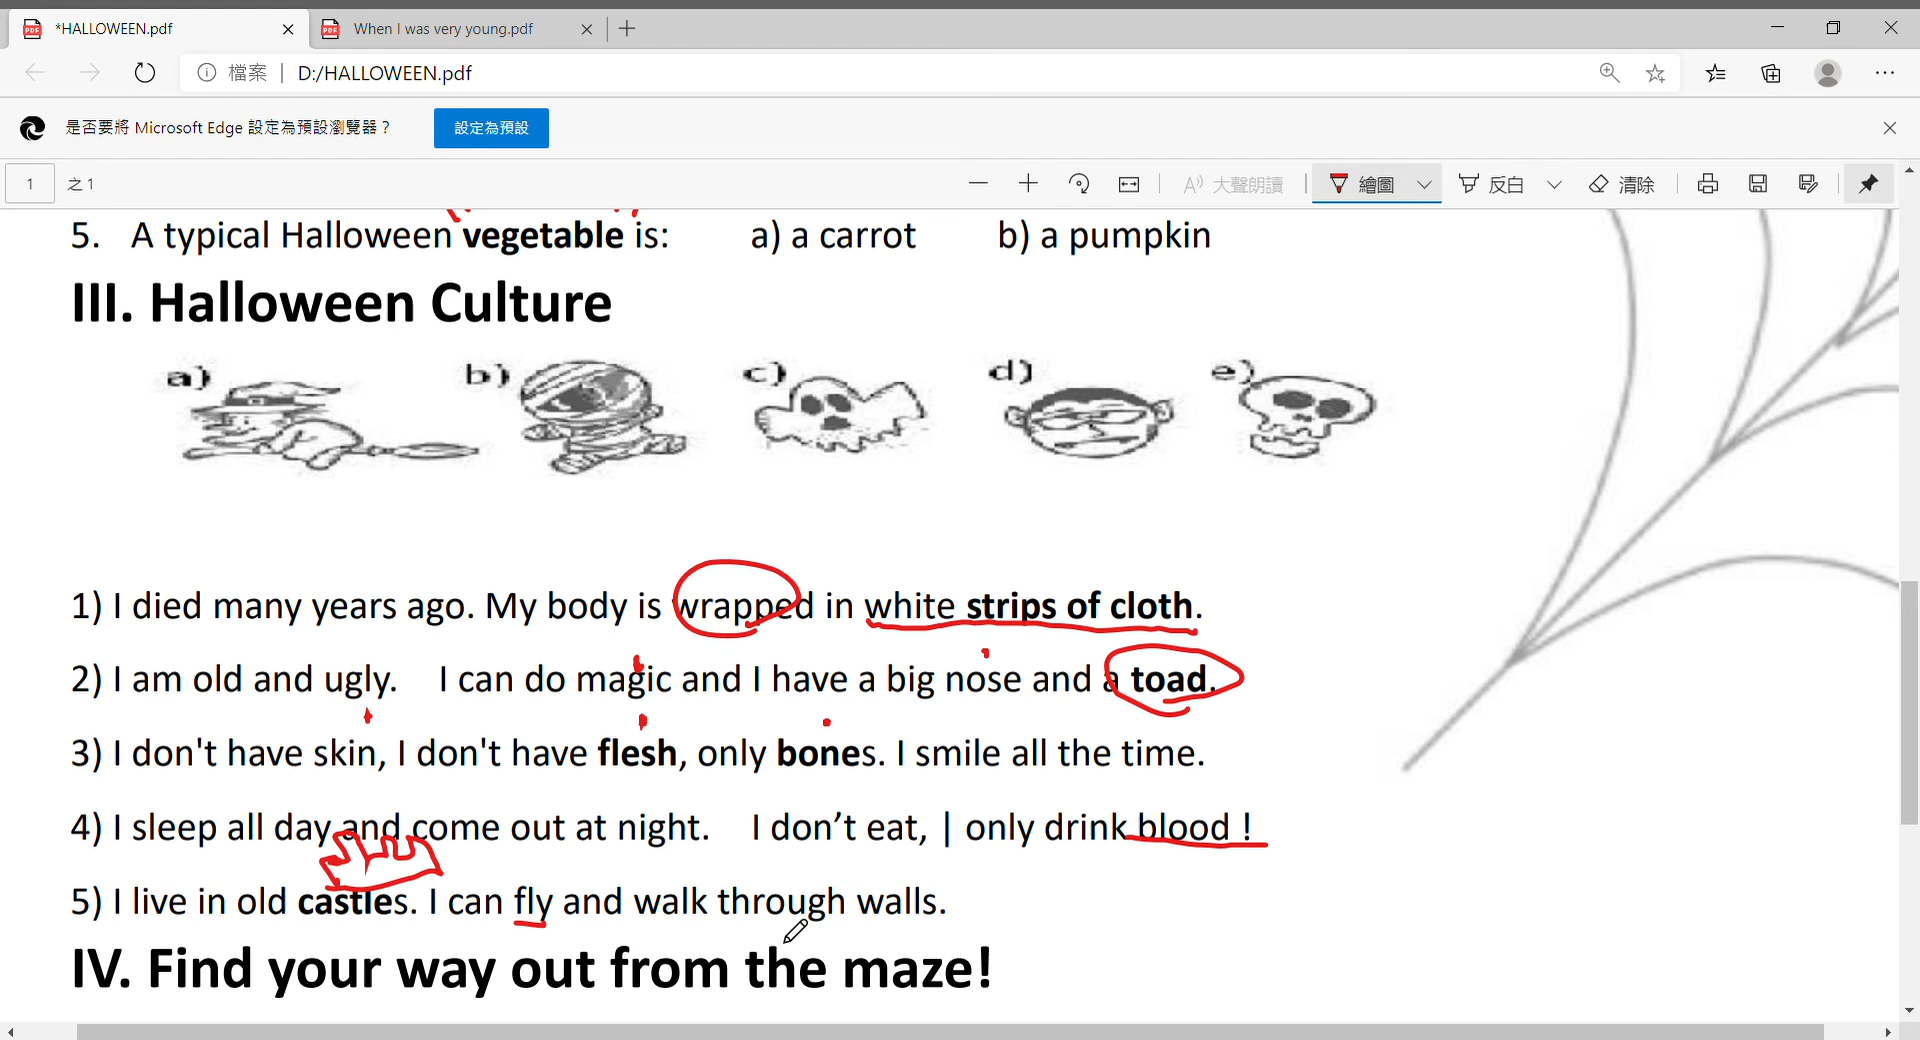 *HALLOWEEN.pdf
When I was very young.pdf
檔案 | D:/HALLOWEEN.pdf
是否要將 Microsoft Edge 設定為預設瀏覽器？
設定為預設
1 之 1
大聲朗讀
繪圖
反白
清除
5. A typical Halloween vegetable is: a) a carrot b) a pumpkin
III. Halloween Culture
a) b) c) d) e)
1) I died many years ago. My body is wrapped in white strips of cloth.
2) I am old and ugly. I can do magic and I have a big nose and a toad.
3) I don't have skin, I don't have flesh, only bones. I smile all the time.
4) I sleep all day and come out at night. I don’t eat, | only drink blood !
5) I live in old castles. I can fly and walk through walls.
IV. Find your way out from the maze!